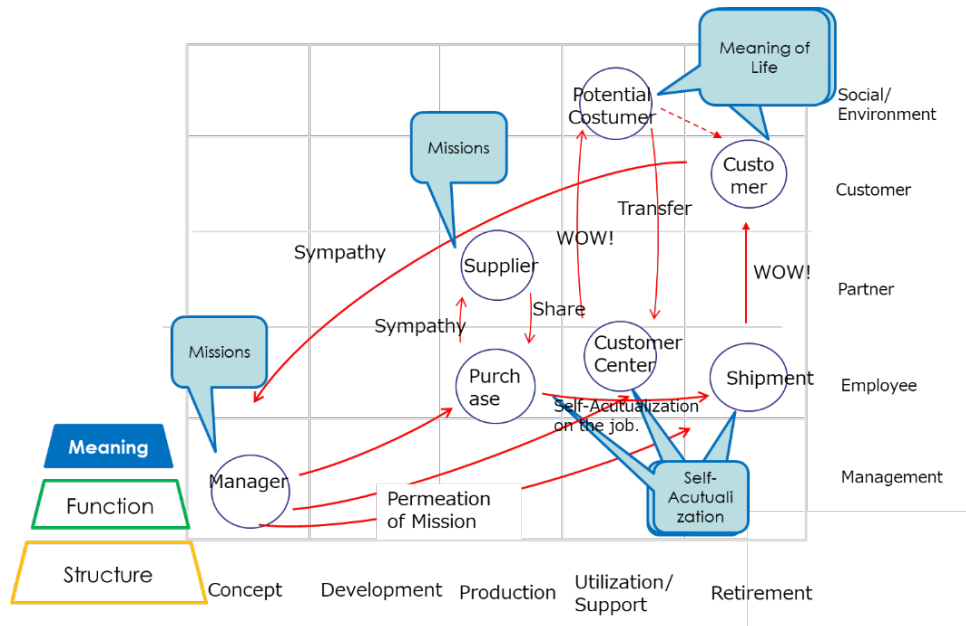 Meaning of
Life
Potential
Costumer
Social/
Environment
Missions
Custo
mer
Customer
Transfer
WOW!
Sympathy
Supplier
WOW!
Partner
Share
Sympathy
Missions
Customer
Center
Purch
ase
Shipment
Employee
Self-Acutualization
on the job.
Meaning
Manager
Self-
Acutuali
zation
Management
Function
Permeation
of Mission
Structure
Concept
Development
Production
Utilization/
Support
Retirement